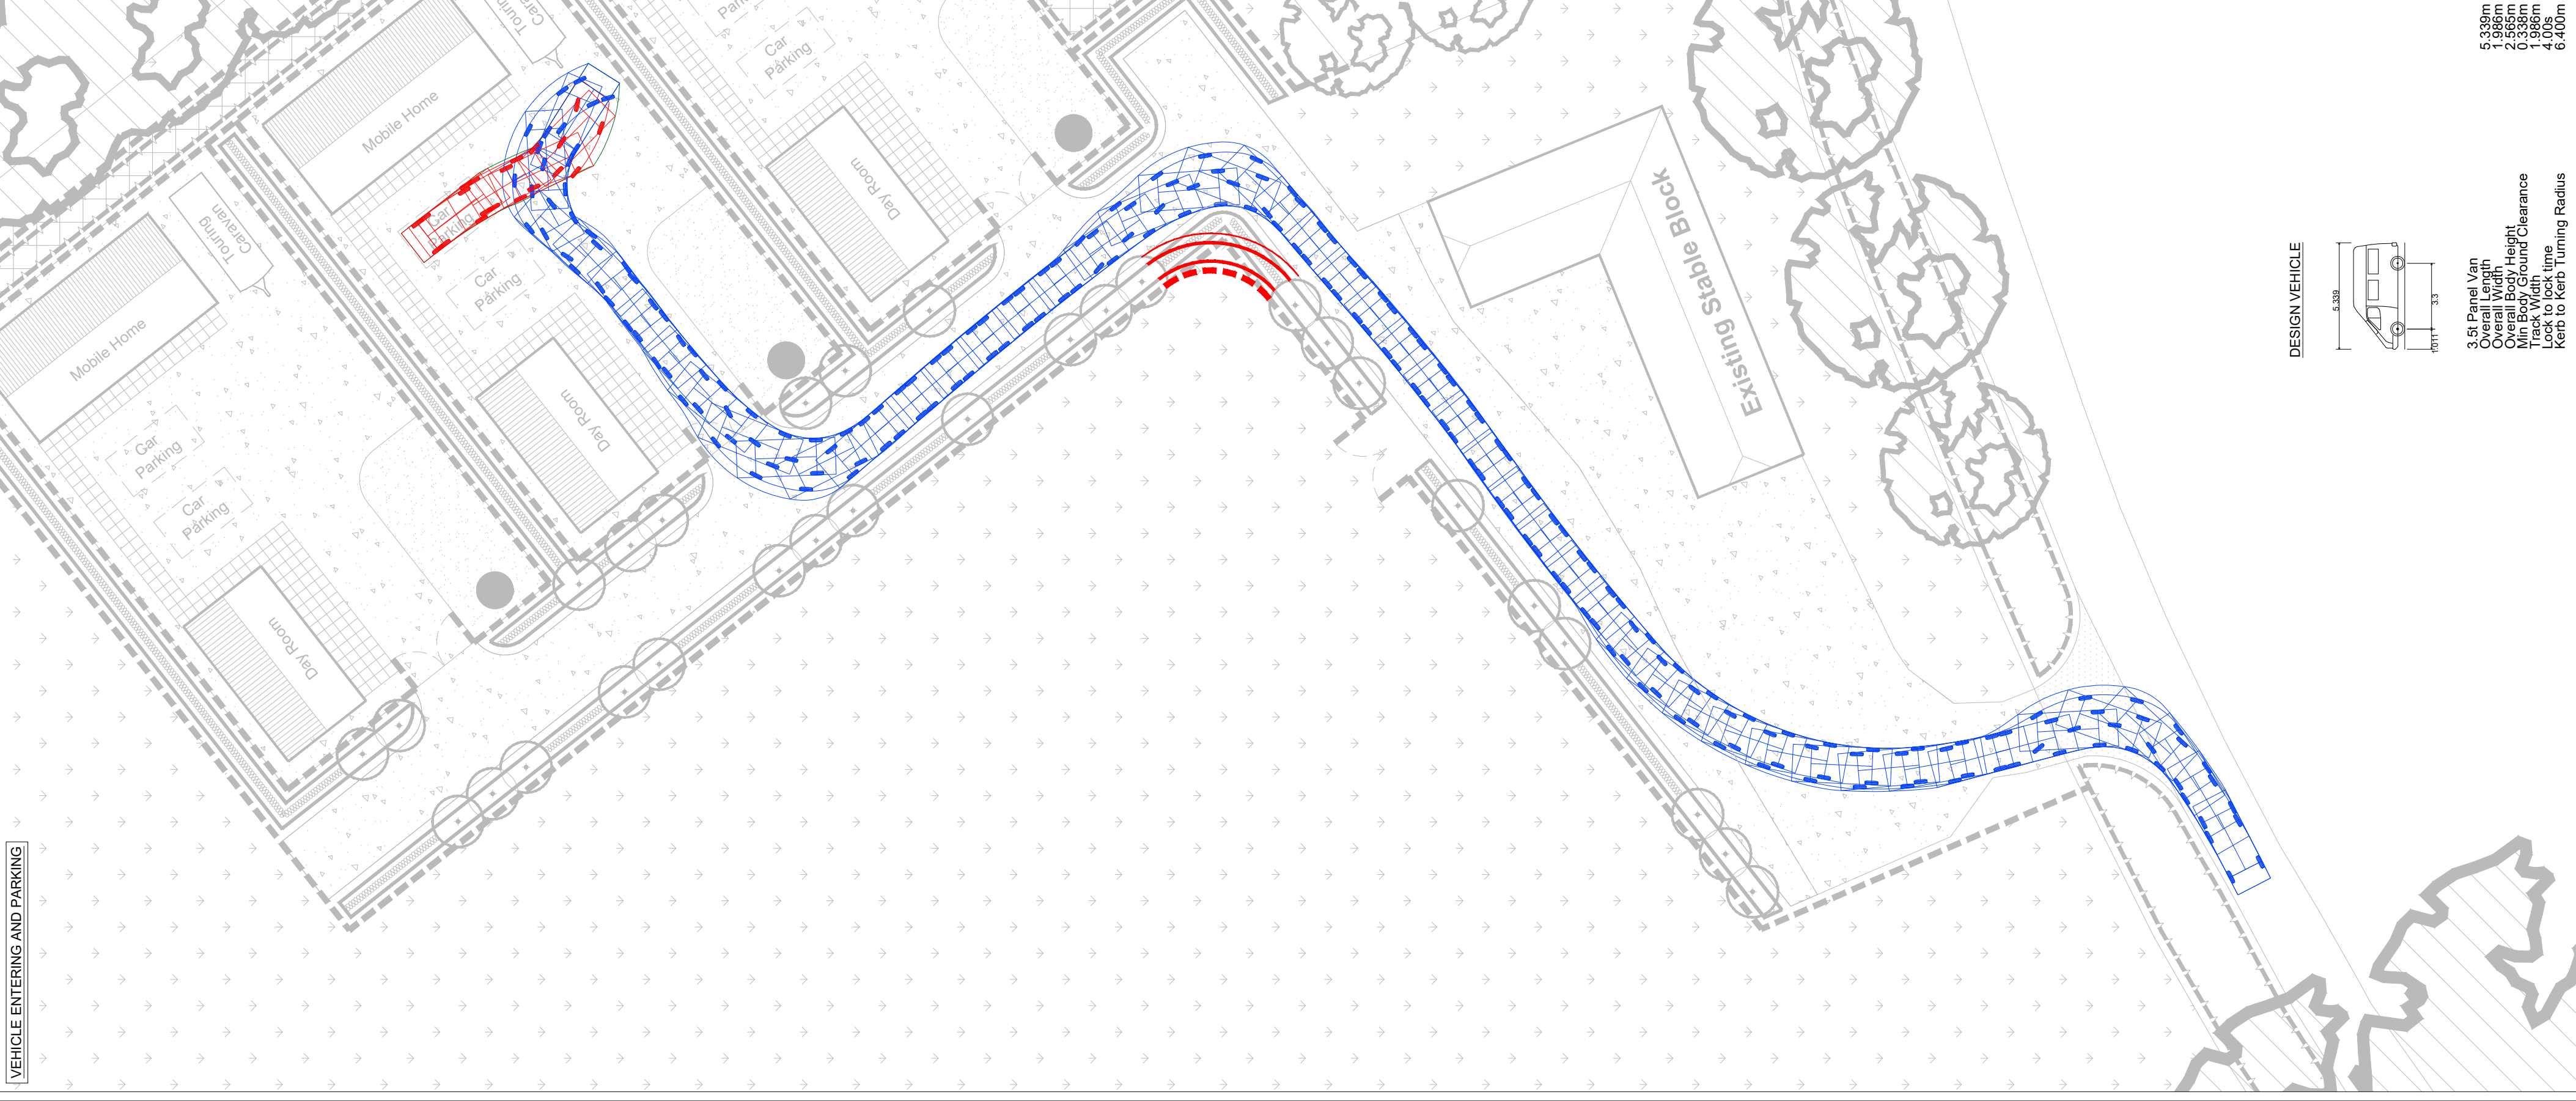 VEHICLE ENTERING AND PARKING
Mobile Home
Touring
Caravan
Mobile Home
Touring
Car
Parking
Car
Parking
Car
Parking
Car
Parking
Car
Parking
Day Room
Day Room
Day Room
Existing Stable Block
DESIGN VEHICLE
5.339
1.011
3.3
3.5t Panel Van
Overall Length 5.339m
Overall Width 1.986m
Overall Body Height 2.565m
Min Body Ground Clearance 0.338m
Track Width 1.986m
Lock to lock time 4.00s
Kerb to Kerb Turning Radius 6.400m